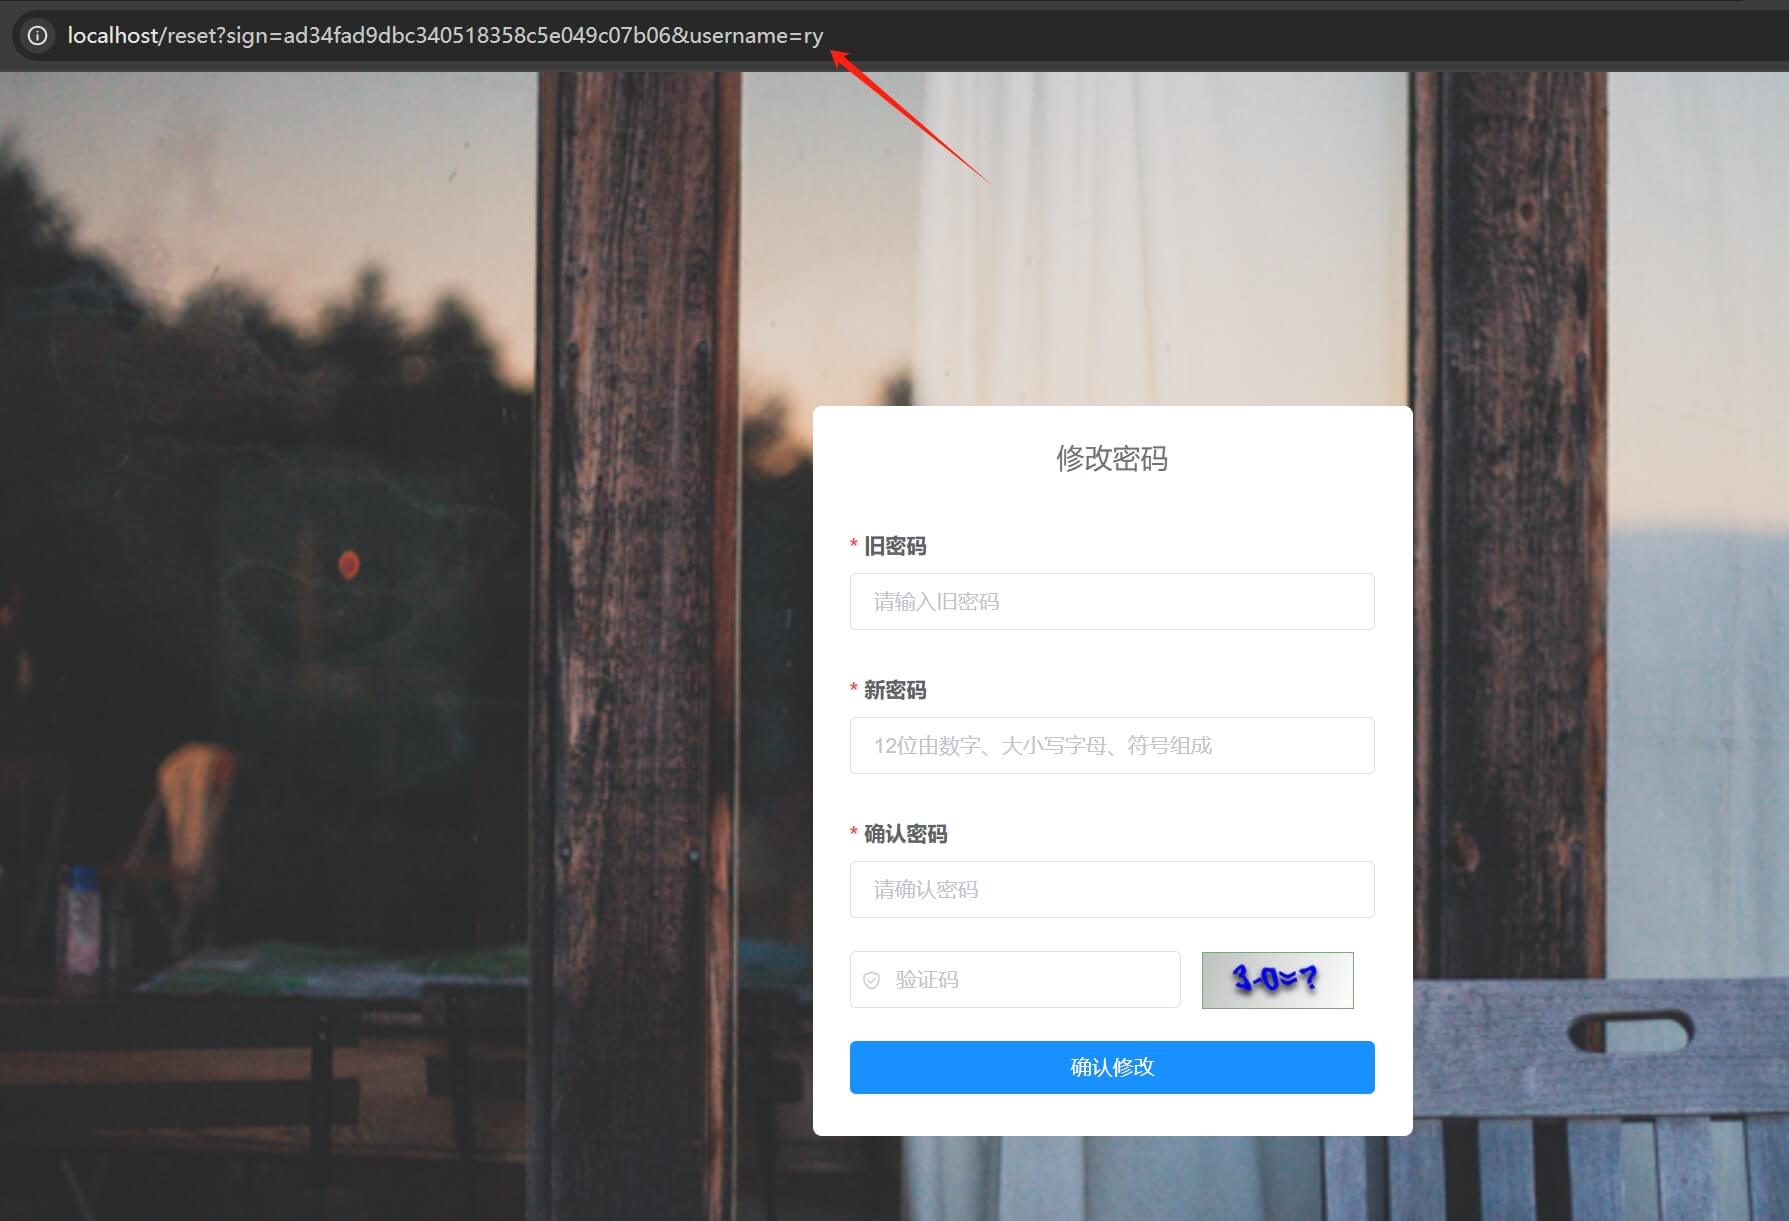 localhost/reset?sign=ad34fad9dbc340518358c5e049c07b06&username=ry
修改密码
* 旧密码
请输入旧密码
* 新密码
12位由数字、大小写字母、符号组成
* 确认密码
请确认密码
验证码
3-0=?
确认修改